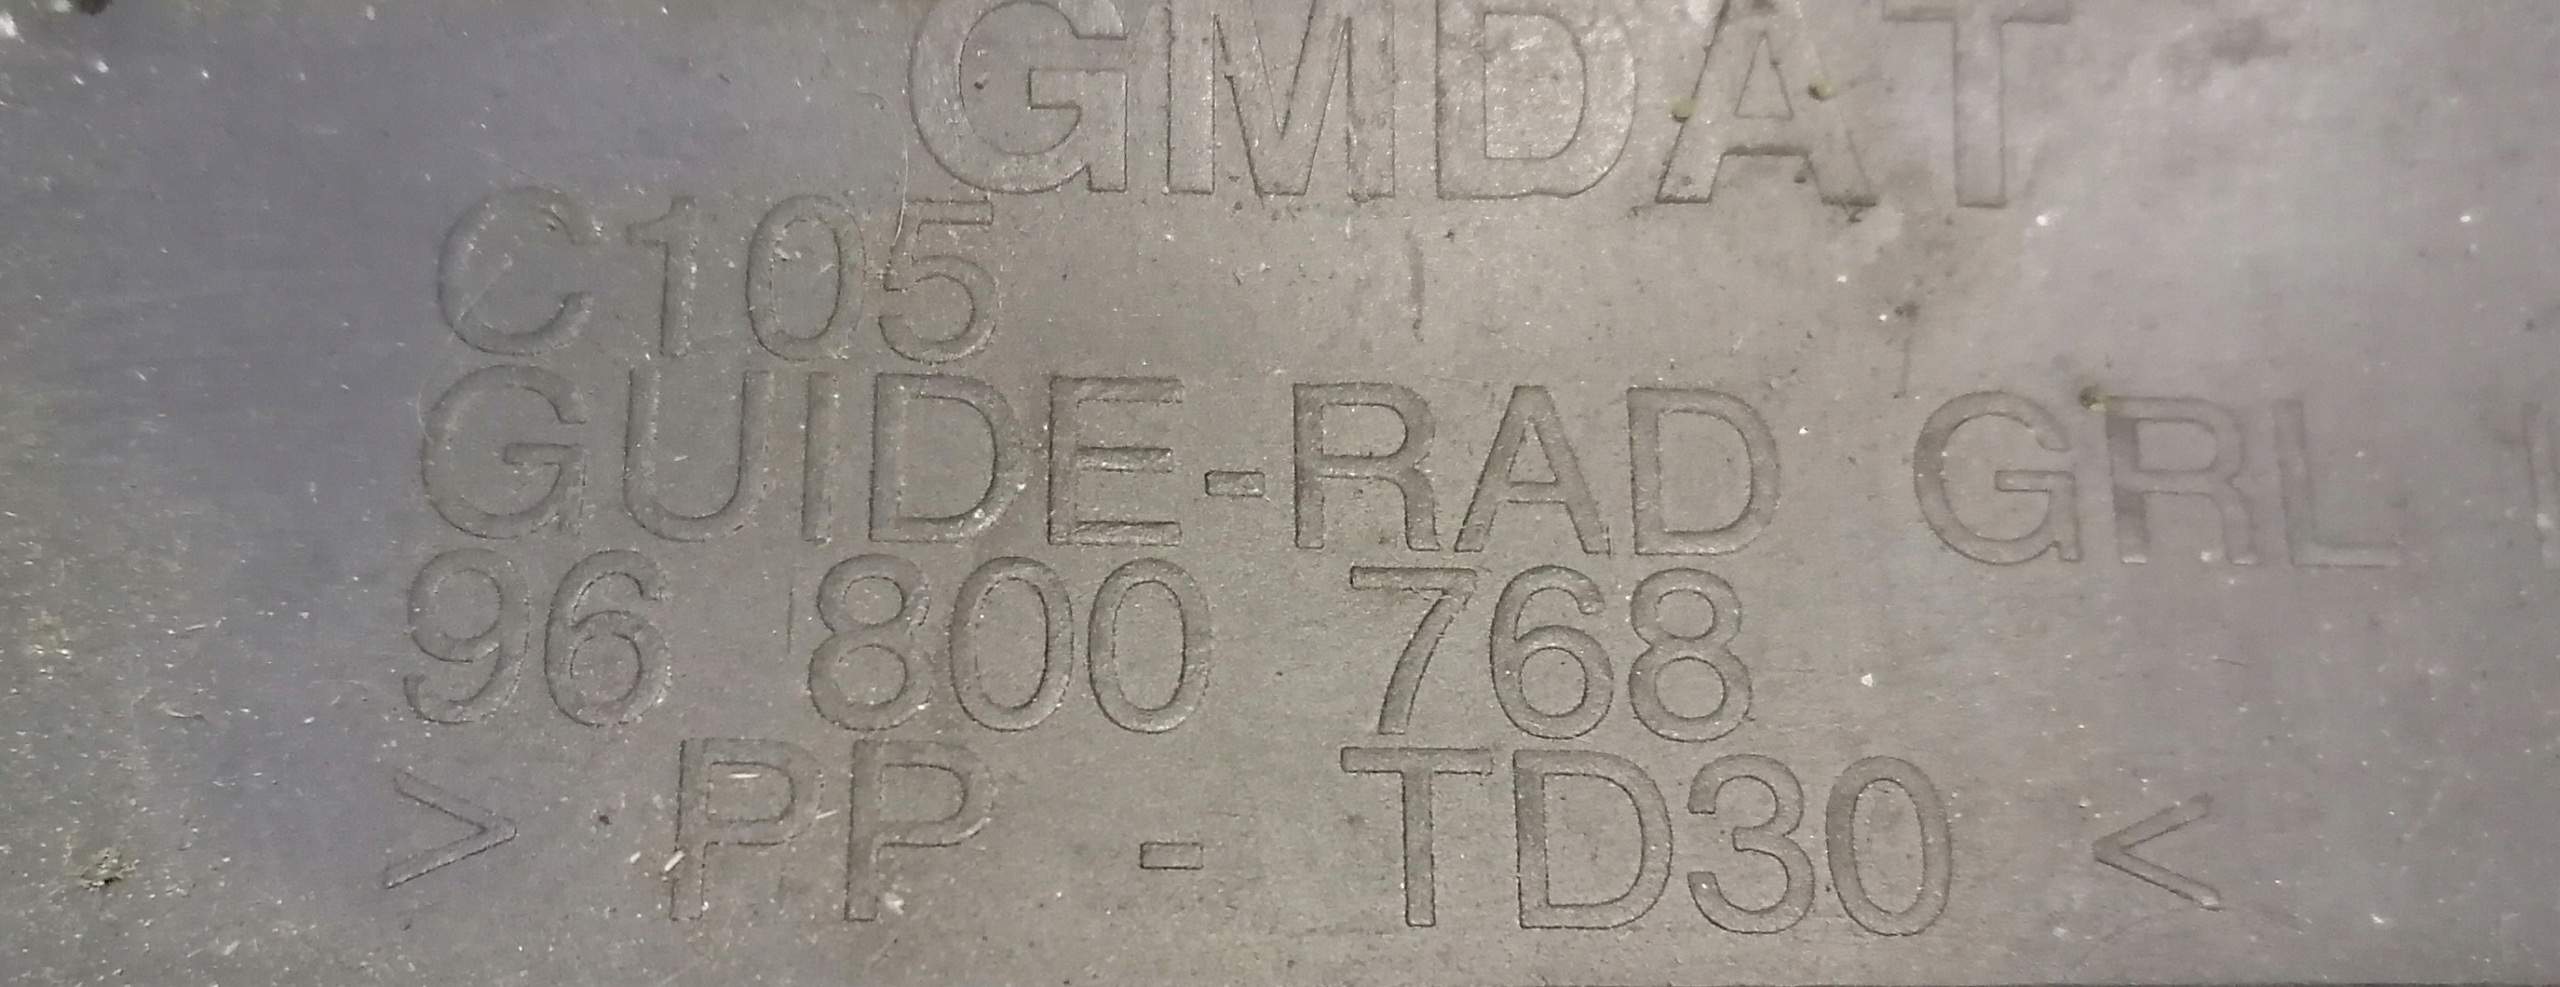 GMDAT
C105
GUIDE-RAD GRL
96 800 768
> PP - TD30 <